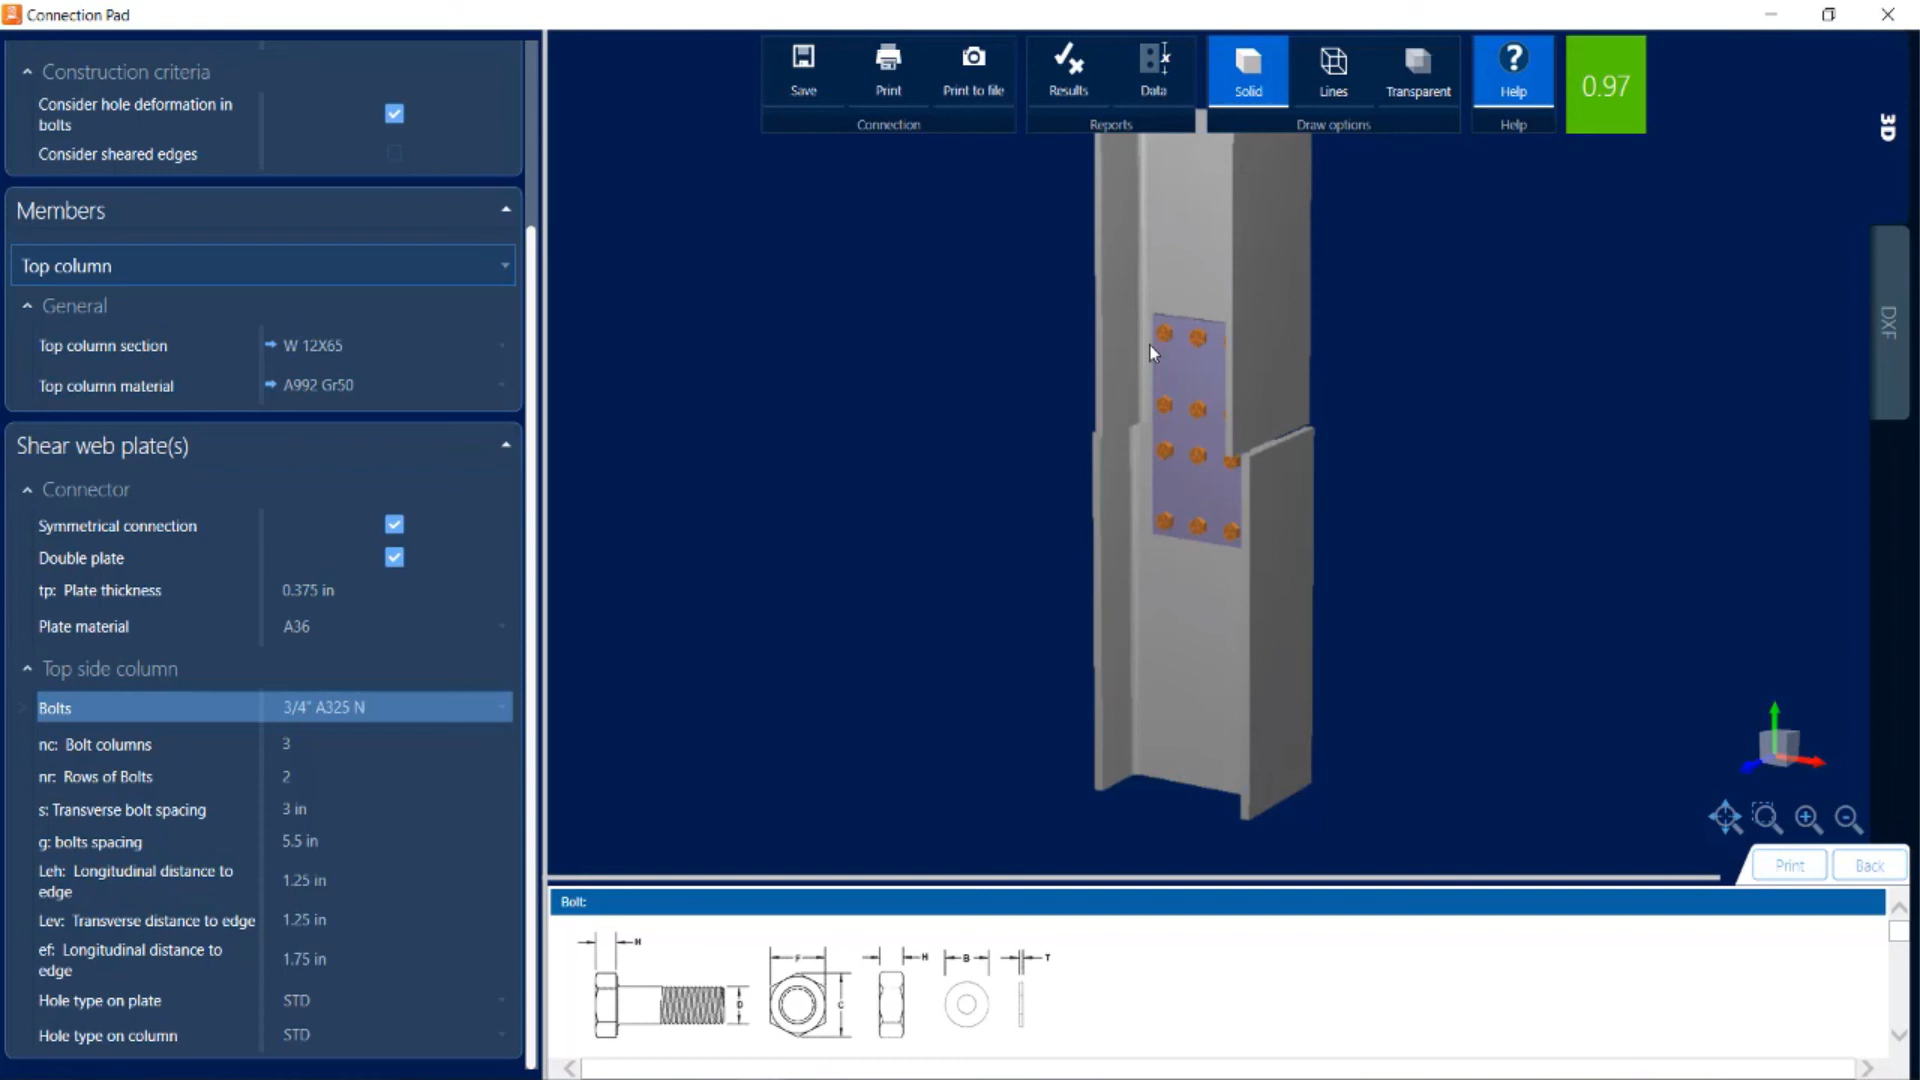 Connection Pad
Construction criteria
Consider hole deformation in
bolts
Consider sheared edges
Members
Top column
General
Top column section W 12X65
Top column material A992 Gr50
Shear web plate(s)
Connector
Symmetrical connection
Double plate
tp: Plate thickness 0.375 in
Plate material A36
Top side column
Bolts 3/4" A325 N
nc: Bolt columns 3
nr: Rows of Bolts 2
s: Transverse bolt spacing 3 in
g: bolts spacing 5.5 in
Leh: Longitudinal distance to
edge 1.25 in
Lev: Transverse distance to edge 1.25 in
ef: Longitudinal distance to
edge 1.75 in
Hole type on plate STD
Hole type on column STD
Save Print Print to file Results Data Solid Lines Transparent Help 0.97
Connection Reports Draw options Help
3D
DXF
Print Back
Bolt:
H F H B T
D C